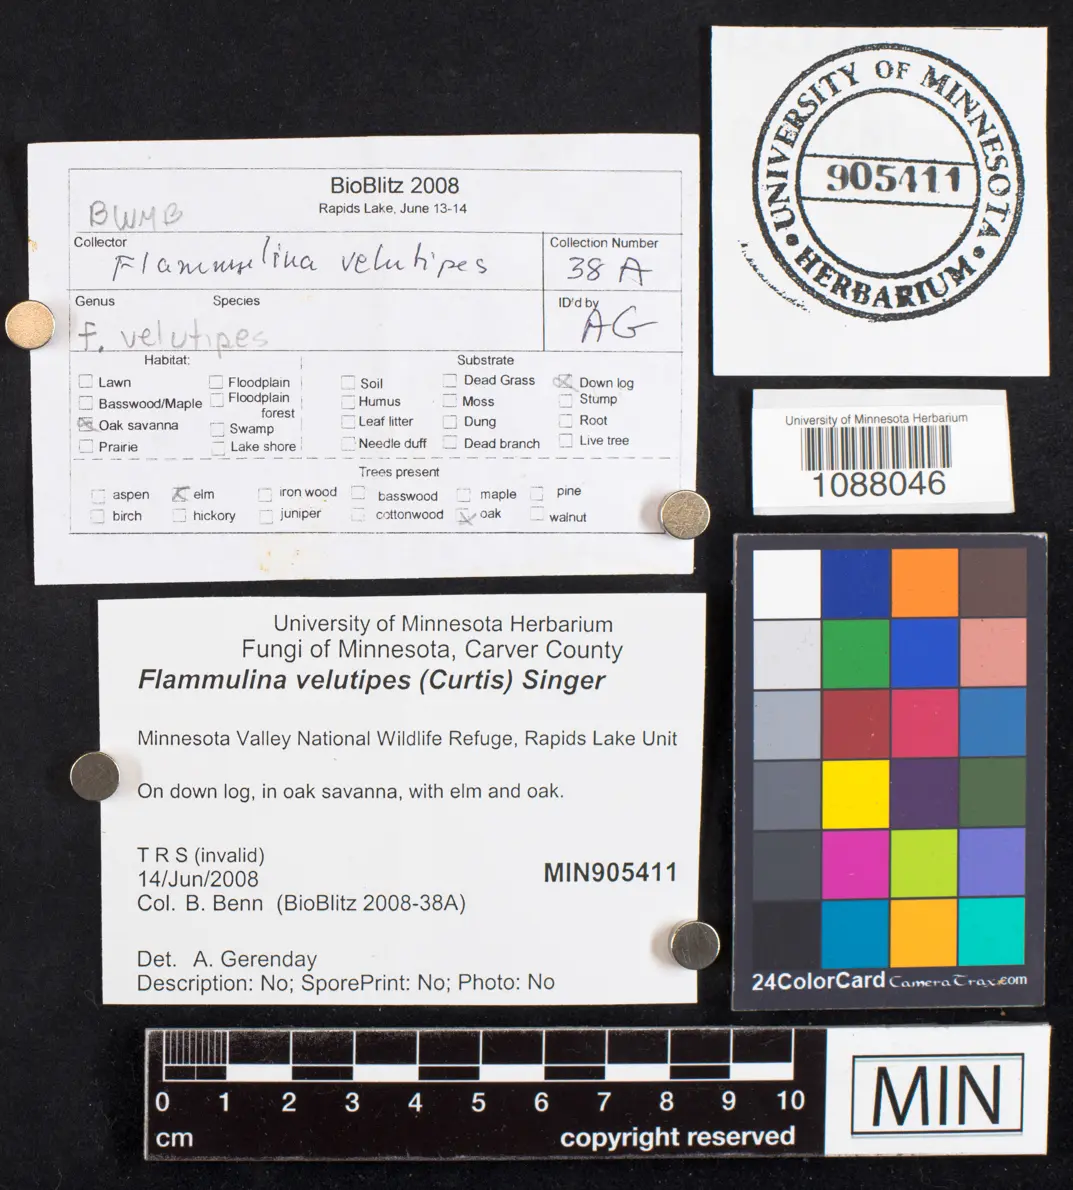 BioBlitz 2008
Rapids Lake, June 13-14
BWMB
Collector
Flammulina velutipes
Collection Number
38 A
Genus Species
f. velutipes
ID'd by
AG
Habitat:
Lawn
Basswood/Maple
Oak savanna
Prairie
Floodplain
Floodplain
forest
Swamp
Lake shore
Substrate
Soil
Humus
Leaf litter
Needle duff
Dead Grass
Moss
Dung
Dead branch
Down log
Stump
Root
Live tree
Trees present
aspen elm iron wood basswood maple pine
birch hickory juniper cottonwood oak walnut
UNIVERSITY OF MINNESOTA
905411
HERBARIUM
University of Minnesota Herbarium
1088046
University of Minnesota Herbarium
Fungi of Minnesota, Carver County
Flammulina velutipes (Curtis) Singer
Minnesota Valley National Wildlife Refuge, Rapids Lake Unit
On down log, in oak savanna, with elm and oak.
T R S (invalid)
14/Jun/2008
MIN905411
Col. B. Benn (BioBlitz 2008-38A)
Det. A. Gerenday
Description: No; SporePrint: No; Photo: No
24ColorCard CameraTrax.com
0 1 2 3 4 5 6 7 8 9 10
cm
copyright reserved
MIN